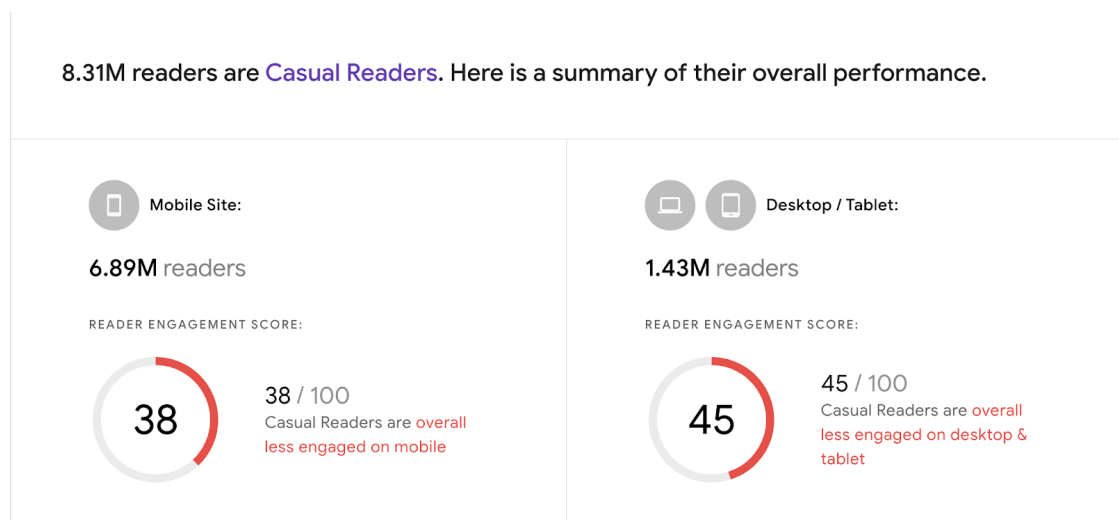 8.31M readers are Casual Readers. Here is a summary of their overall performance.
Mobile Site:
6.89M readers
READER ENGAGEMENT SCORE:
38
38 / 100
Casual Readers are overall
less engaged on mobile
Desktop / Tablet:
1.43M readers
READER ENGAGEMENT SCORE:
45
45 / 100
Casual Readers are overall
less engaged on desktop &
tablet